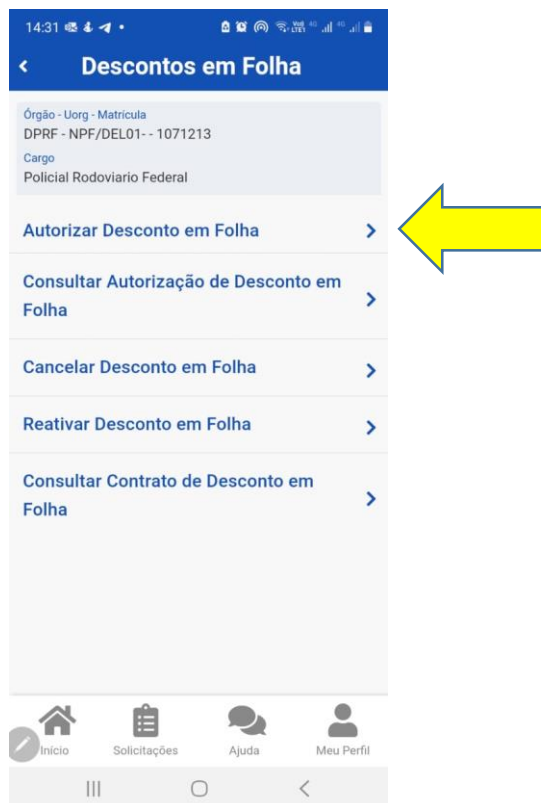 14:31
Descontos em Folha
Órgão - Uorg - Matrícula
DPRF - NPF/DEL01- - 1071213
Cargo
Policial Rodoviario Federal
Autorizar Desconto em Folha
Consultar Autorização de Desconto em
Folha
Cancelar Desconto em Folha
Reativar Desconto em Folha
Consultar Contrato de Desconto em
Folha
Início Solicitações Ajuda Meu Perfil